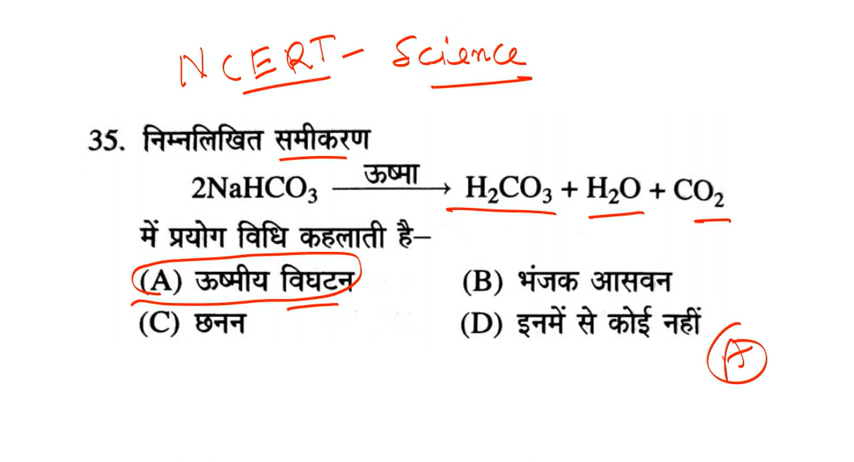 NCERT - Science
35. निम्नलिखित समीकरण
2NaHCO₃ ऊष्मा → H₂CO₃ + H₂O + CO₂
में प्रयोग विधि कहलाती है–
(A) ऊष्मीय विघटन (B) भंजक आसवन
(C) छनन (D) इनमें से कोई नहीं
A